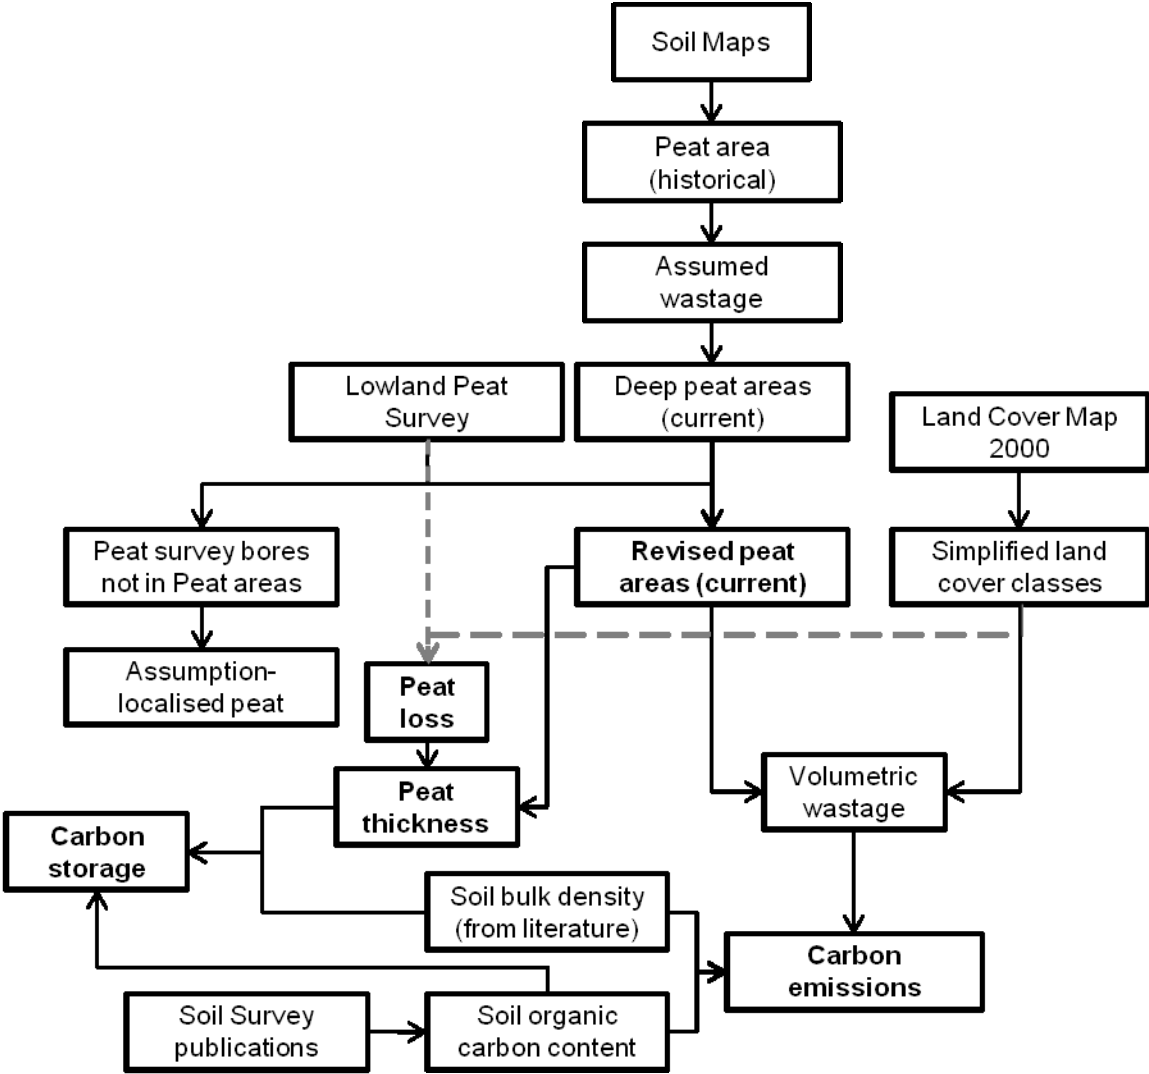 Soil Maps
Peat area
(historical)
Assumed
wastage
Lowland Peat
Survey
Deep peat areas
(current)
Land Cover Map
2000
Peat survey bores
not in Peat areas
Revised peat
areas (current)
Simplified land
cover classes
Assumption-
localised peat
Peat
loss
Peat
thickness
Volumetric
wastage
Carbon
storage
Soil bulk density
(from literature)
Carbon
emissions
Soil Survey
publications
Soil organic
carbon content